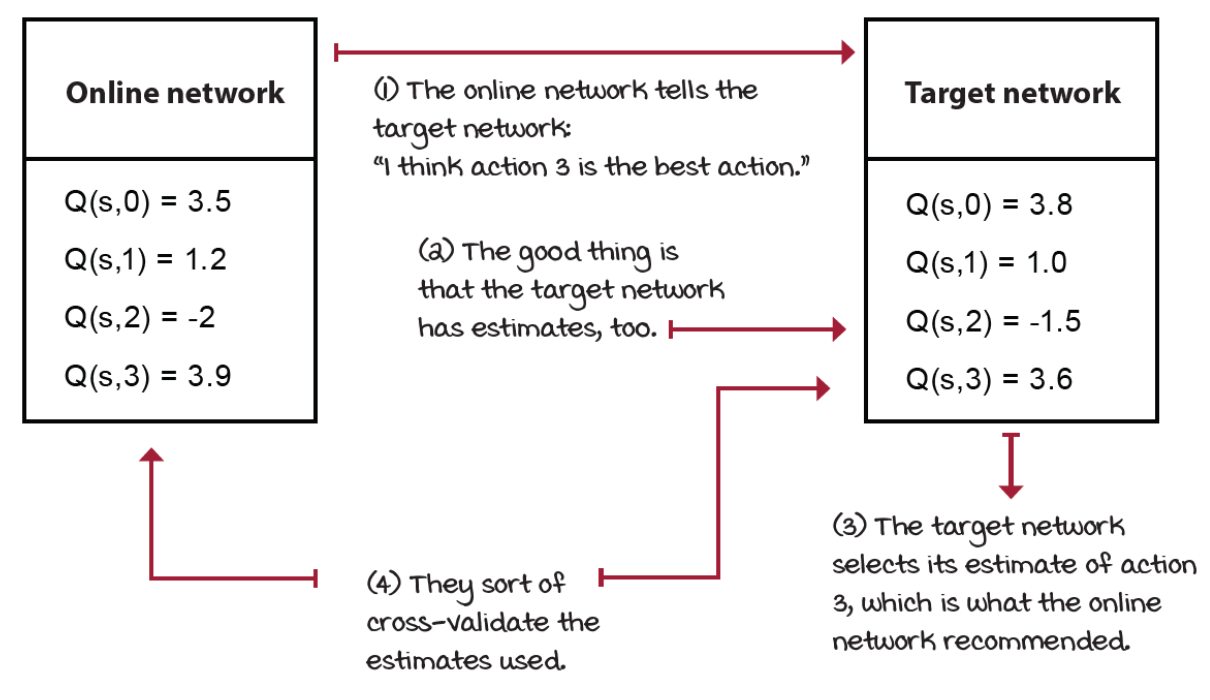 Online network
Q(s,0) = 3.5
Q(s,1) = 1.2
Q(s,2) = -2
Q(s,3) = 3.9
(1) The online network tells the
target network:
“I think action 3 is the best action.”
(2) The good thing is
that the target network
has estimates, too.
Target network
Q(s,0) = 3.8
Q(s,1) = 1.0
Q(s,2) = -1.5
Q(s,3) = 3.6
(3) The target network
selects its estimate of action
3, which is what the online
network recommended.
(4) They sort of
cross-validate the
estimates used.